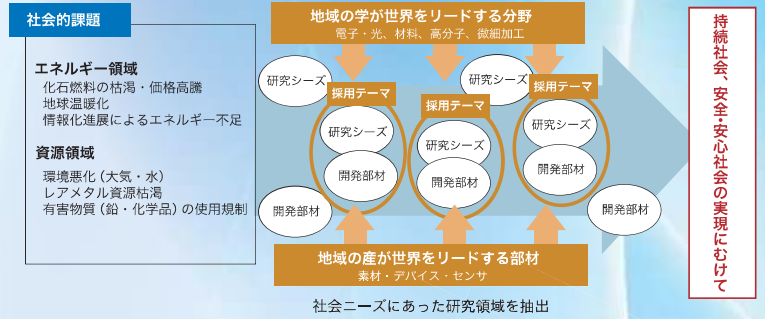 社会的課題
エネルギー領域
化石燃料の枯渇・価格高騰
地球温暖化
情報化進展によるエネルギー不足
資源領域
環境悪化（大気・水）
レアメタル資源枯渇
有害物質（鉛・化学品）の使用規制
地域の学が世界をリードする分野
電子・光、材料、高分子、微細加工
研究シーズ
研究シーズ
採用テーマ
研究シーズ
開発部材
採用テーマ
研究シーズ
開発部材
採用テーマ
研究シーズ
開発部材
開発部材
開発部材
地域の産が世界をリードする部材
素材・デバイス・センサ
社会ニーズにあった研究領域を抽出
持続社会、安全・安心社会の実現にむけて